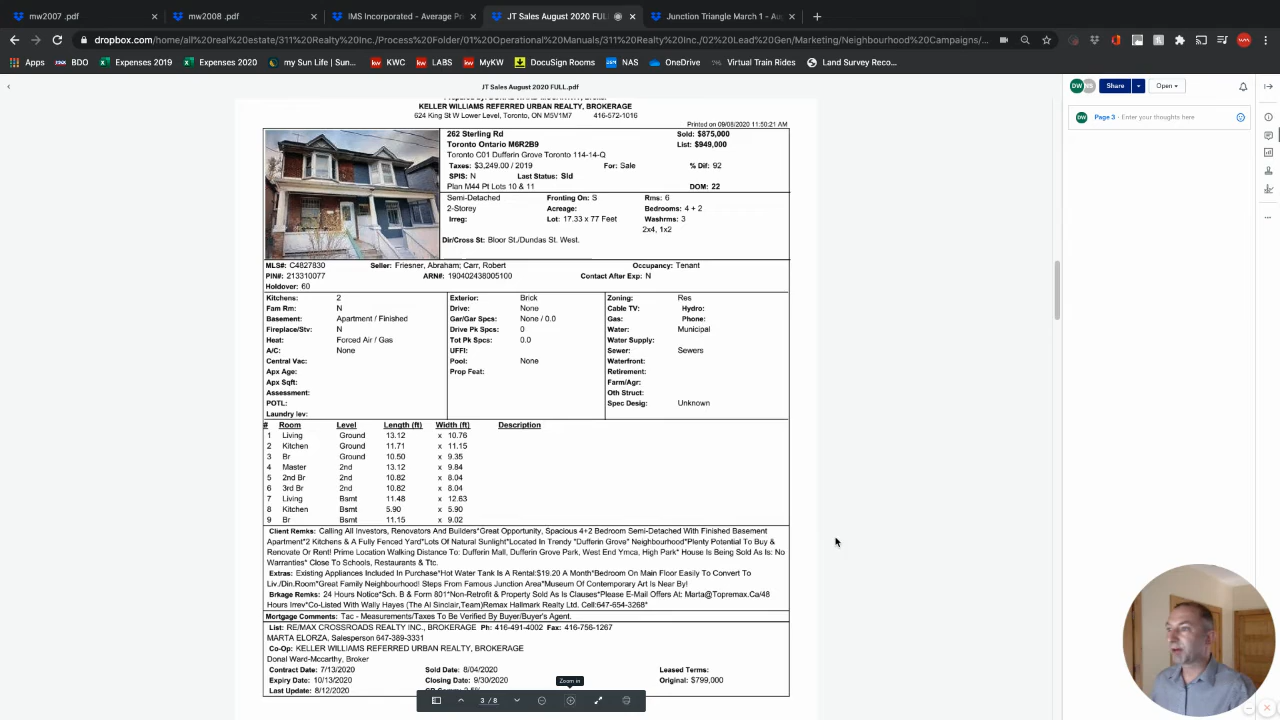 mw2007 .pdf
mw2008 .pdf
IMS Incorporated - Average Pr
JT Sales August 2020 FULL
Junction Triangle March 1 - Aug
dropbox.com/home/all%20real%20estate/311%20Realty%20Inc./Process%20Folder/01%20Operational%20Manuals/311%20Realty%20Inc./02%20Lead%20Gen/Marketing/Neighbourhood%20Campaigns/...
Apps
BDO
Expenses 2019
Expenses 2020
my Sun Life | Sun...
KWC
LABS
MyKW
DocuSign Rooms
NAS
OneDrive
Virtual Train Rides
Land Survey Reco...
JT Sales August 2020 FULL.pdf
DW
Share
Open
DW Page 3 • Enter your thoughts here
KELLER WILLIAMS REFERRED URBAN REALTY, BROKERAGE
624 King St W Lower Level, Toronto, ON M5V1M7 416-572-1016
Printed on 09/08/2020 11:50:21 AM
262 Sterling Rd Sold: $875,000
Toronto Ontario M6R2B9 List: $949,000
Toronto C01 Dufferin Grove Toronto 114-14-Q
Taxes: $3,249.00 / 2019 For: Sale % Dif: 92
SPIS: N Last Status: Sld
Plan M44 Pt Lots 10 & 11 DOM: 22
Semi-Detached Fronting On: S Rms: 6
2-Storey Acreage: Bedrooms: 4 + 2
Irreg: Lot: 17.33 x 77 Feet Washrms: 3
2x4, 1x2
Dir/Cross St: Bloor St./Dundas St. West.
MLS#: C4827830 Seller: Friesner, Abraham; Carr, Robert Occupancy: Tenant
PIN#: 213310077 ARN#: 190402438005100 Contact After Exp: N
Holdover: 60
Kitchens: 2 Exterior: Brick Zoning: Res
Fam Rm: N Drive: None Cable TV: Hydro:
Basement: Apartment / Finished Gar/Gar Spcs: None / 0.0 Gas: Phone:
Fireplace/Stv: N Drive Pk Spcs: 0 Water: Municipal
Heat: Forced Air / Gas Tot Pk Spcs: 0.0 Water Supply:
A/C: None UFFI: Sewer: Sewers
Central Vac: Pool: None Waterfront:
Apx Age: Prop Feat: Retirement:
Apx Sqft: Farm/Agr:
Assessment: Oth Struct:
POTL: Spec Desig: Unknown
Laundry lev:
# Room Level Length (ft) Width (ft) Description
1 Living Ground 13.12 x 10.76
2 Kitchen Ground 11.71 x 11.15
3 Br Ground 10.50 x 9.35
4 Master 2nd 13.12 x 9.84
5 2nd Br 2nd 10.82 x 8.04
6 3rd Br 2nd 10.82 x 8.04
7 Living Bsmt 11.48 x 12.63
8 Kitchen Bsmt 5.90 x 5.90
9 Br Bsmt 11.15 x 9.02
Client Remks: Calling All Investors, Renovators And Builders*Great Opportunity, Spacious 4+2 Bedroom Semi-Detached With Finished Basement
Apartment*2 Kitchens & A Fully Fenced Yard*Lots Of Natural Sunlight*Located In Trendy "Dufferin Grove" Neighbourhood*Plenty Potential To Buy &
Renovate Or Rent! Prime Location Walking Distance To: Dufferin Mall, Dufferin Grove Park, West End Ymca, High Park* House Is Being Sold As Is: No
Warranties* Close To Schools, Restaurants & Ttc.
Extras: Existing Appliances Included In Purchase*Hot Water Tank Is A Rental:$19.20 A Month*Bedroom On Main Floor Easily To Convert To
Liv./Din.Room*Great Family Neighbourhood! Steps From Famous Junction Area*Museum Of Contemporary Art Is Near By!
Brkage Remks: 24 Hours Notice*Sch. B & Form 801*Non-Retrofit & Property Sold As Is Clauses*Please E-Mail Offers At: Marta@Topremax.Ca/48
Hours Irrev*Co-Listed With Wally Hayes (The Al Sinclair,Team)Remax Hallmark Realty Ltd. Cell:647-654-3268*
Mortgage Comments: Tac - Measurements/Taxes To Be Verified By Buyer/Buyer's Agent.
List: RE/MAX CROSSROADS REALTY INC., BROKERAGE Ph: 416-491-4002 Fax: 416-756-1267
MARTA ELORZA, Salesperson 647-389-3331
Co-Op: KELLER WILLIAMS REFERRED URBAN REALTY, BROKERAGE
Donal Ward-Mccarthy, Broker
Contract Date: 7/13/2020 Sold Date: 8/04/2020 Leased Terms:
Expiry Date: 10/13/2020 Closing Date: 9/30/2020 Original: $799,000
Last Update: 8/12/2020
Zoom in
3 / 8